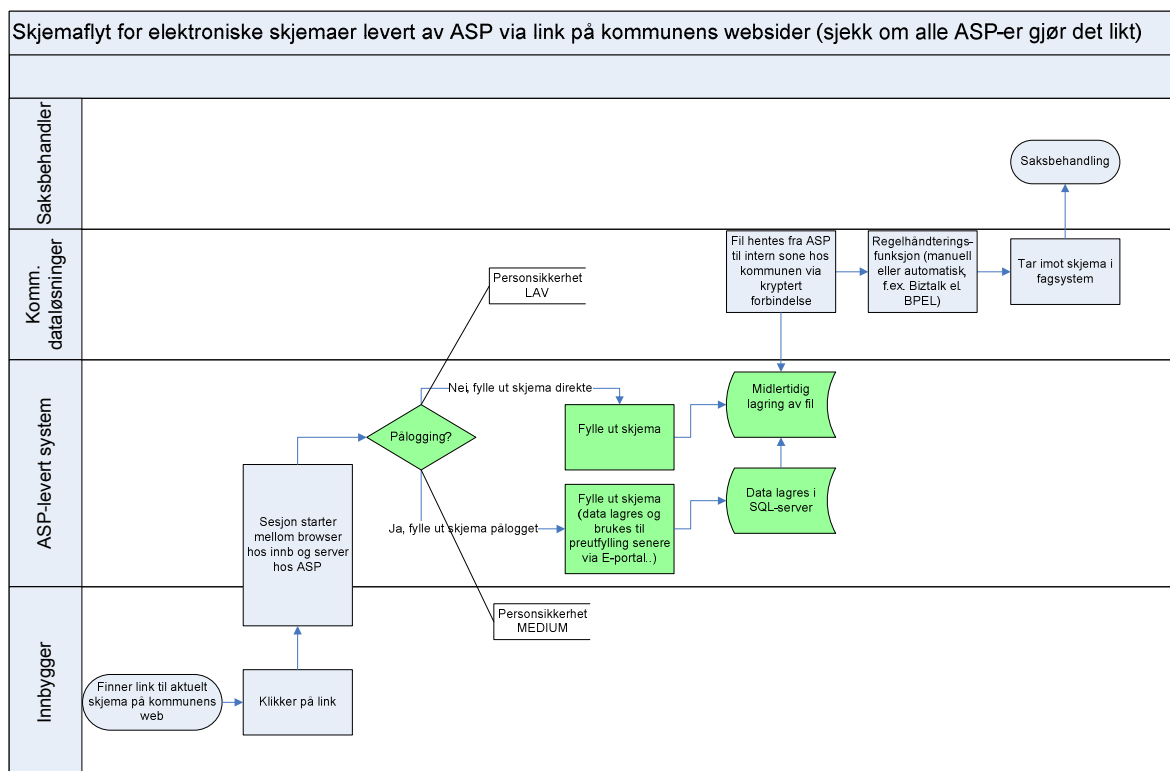 Skjemaflyt for elektroniske skjemaer levert av ASP via link på kommunens websider (sjekk om alle ASP-er gjør det likt)
Saksbehandler
Saksbehandling
Komm.
dataløsninger
Personsikkerhet
LAV
Fil hentes fra ASP
til intern sone hos
kommunen via
kryptert
forbindelse
Regelhåndterings-
funksjon (manuell
eller automatisk,
f.ex. Biztalk el.
BPEL)
Tar imot skjema i
fagsystem
ASP-levert system
Sesjon starter
mellom browser
hos innb og server
hos ASP
Pålogging?
Nei, fylle ut skjema direkte
Fylle ut skjema
Midlertidig
lagring av fil
Ja, fylle ut skjema pålogget
Fylle ut skjema
(data lagres og
brukes til
preutfylling senere
via E-portal..)
Data lagres i
SQL-server
Innbygger
Personsikkerhet
MEDIUM
Finner link til aktuelt
skjema på kommunens
web
Klikker på link